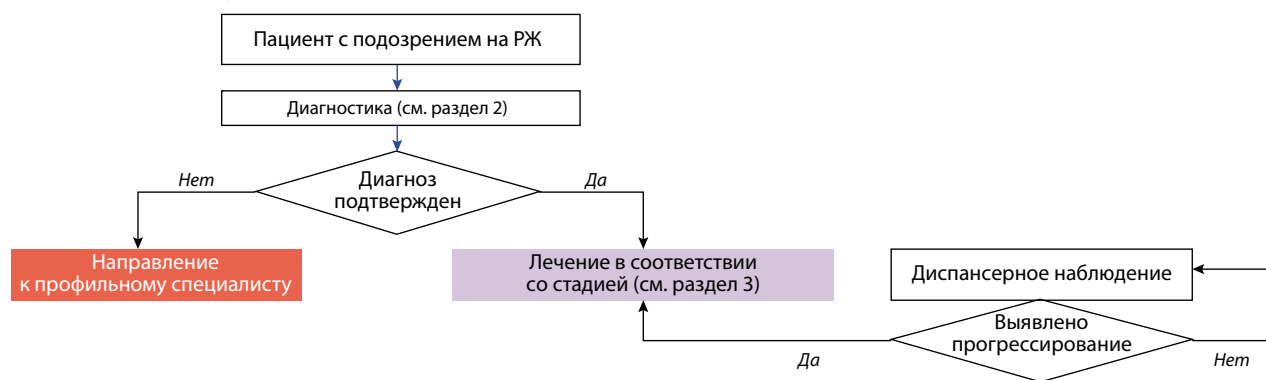 Пациент с подозрением на РЖ
Диагностика (см. раздел 2)
Нет
Диагноз
подтвержден
Да
Направление
к профильному специалисту
Лечение в соответствии
со стадией (см. раздел 3)
Диспансерное наблюдение
Выявлено
прогрессирование
Да
Нет